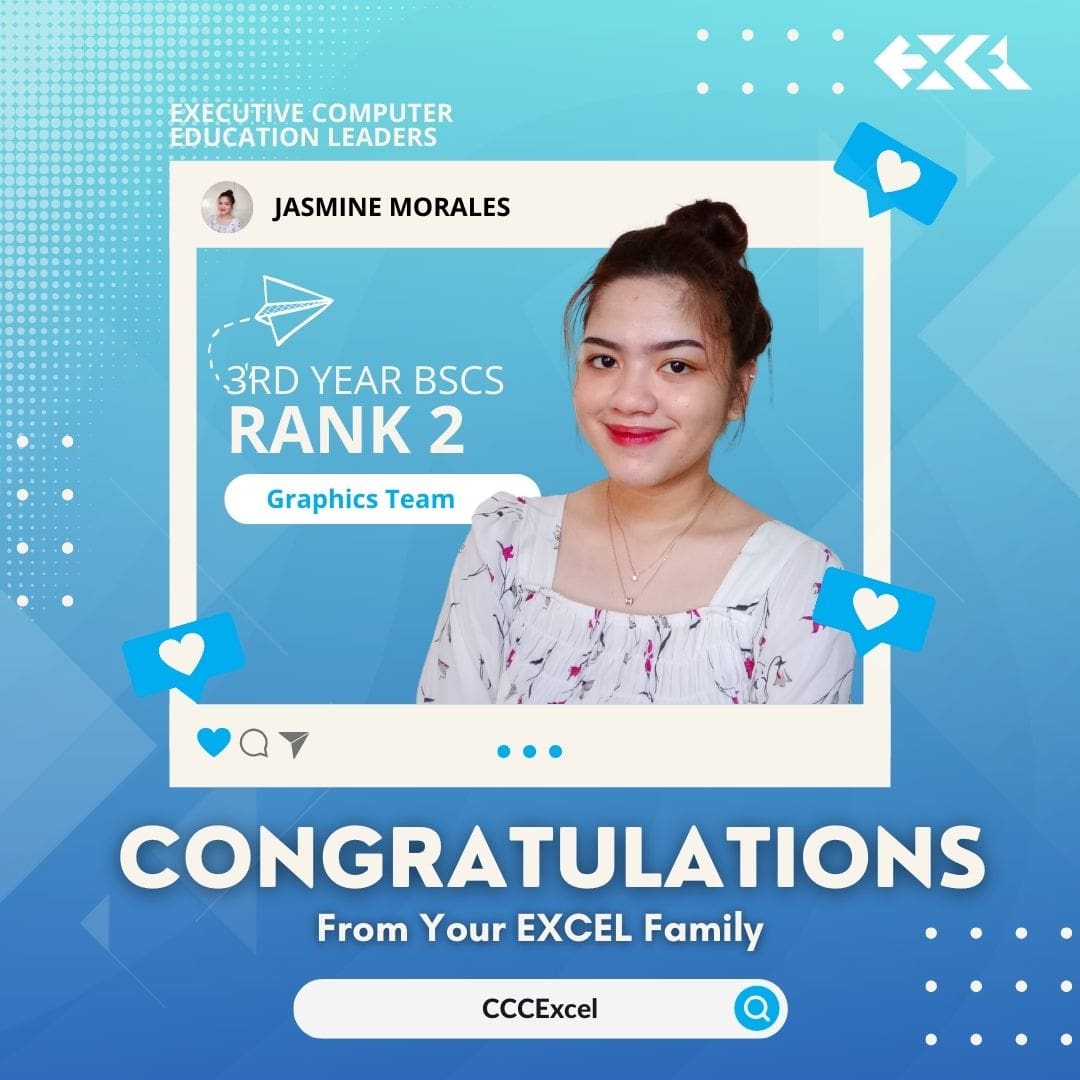 EXCEL
EXECUTIVE COMPUTER
EDUCATION LEADERS
JASMINE MORALES
3RD YEAR BSCS
RANK 2
Graphics Team
CONGRATULATIONS
From Your EXCEL Family
CCCExcel